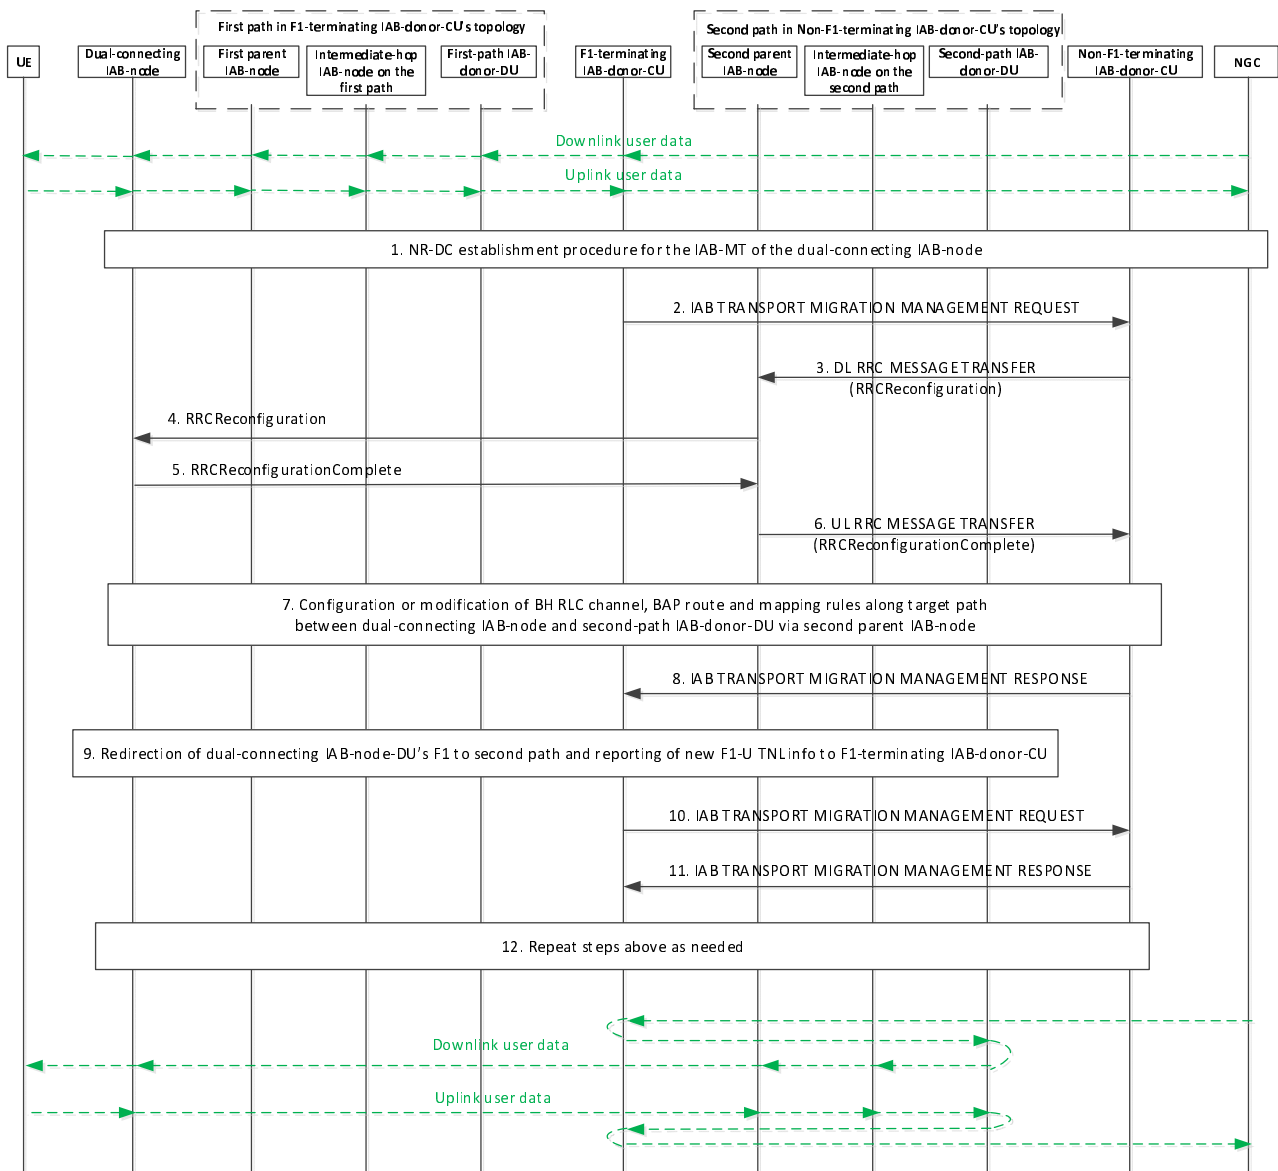 First path in F1-terminating IAB-donor-CU's topology
Second path in Non-F1-terminating IAB-donor-CU's topology
UE
Dual-connecting
IAB-node
First parent
IAB-node
Intermediate-hop
IAB-node on the
first path
First-path IAB-
donor-DU
F1-terminating
IAB-donor-CU
Second parent
IAB-node
Intermediate-hop
IAB-node on the
second path
Second-path IAB-
donor-DU
Non-F1-terminating
IAB-donor-CU
NGC
Downlink user data
Uplink user data
1. NR-DC establishment procedure for the IAB-MT of the dual-connecting IAB-node
2. IAB TRANSPORT MIGRATION MANAGEMENT REQUEST
3. DL RRC MESSAGE TRANSFER
(RRCReconfiguration)
4. RRCReconfiguration
5. RRCReconfigurationComplete
6. UL RRC MESSAGE TRANSFER
(RRCReconfigurationComplete)
7. Configuration or modification of BH RLC channel, BAP route and mapping rules along target path
between dual-connecting IAB-node and second-path IAB-donor-DU via second parent IAB-node
8. IAB TRANSPORT MIGRATION MANAGEMENT RESPONSE
9. Redirection of dual-connecting IAB-node-DU's F1 to second path and reporting of new F1-U TNL info to F1-terminating IAB-donor-CU
10. IAB TRANSPORT MIGRATION MANAGEMENT REQUEST
11. IAB TRANSPORT MIGRATION MANAGEMENT RESPONSE
12. Repeat steps above as needed
Downlink user data
Uplink user data